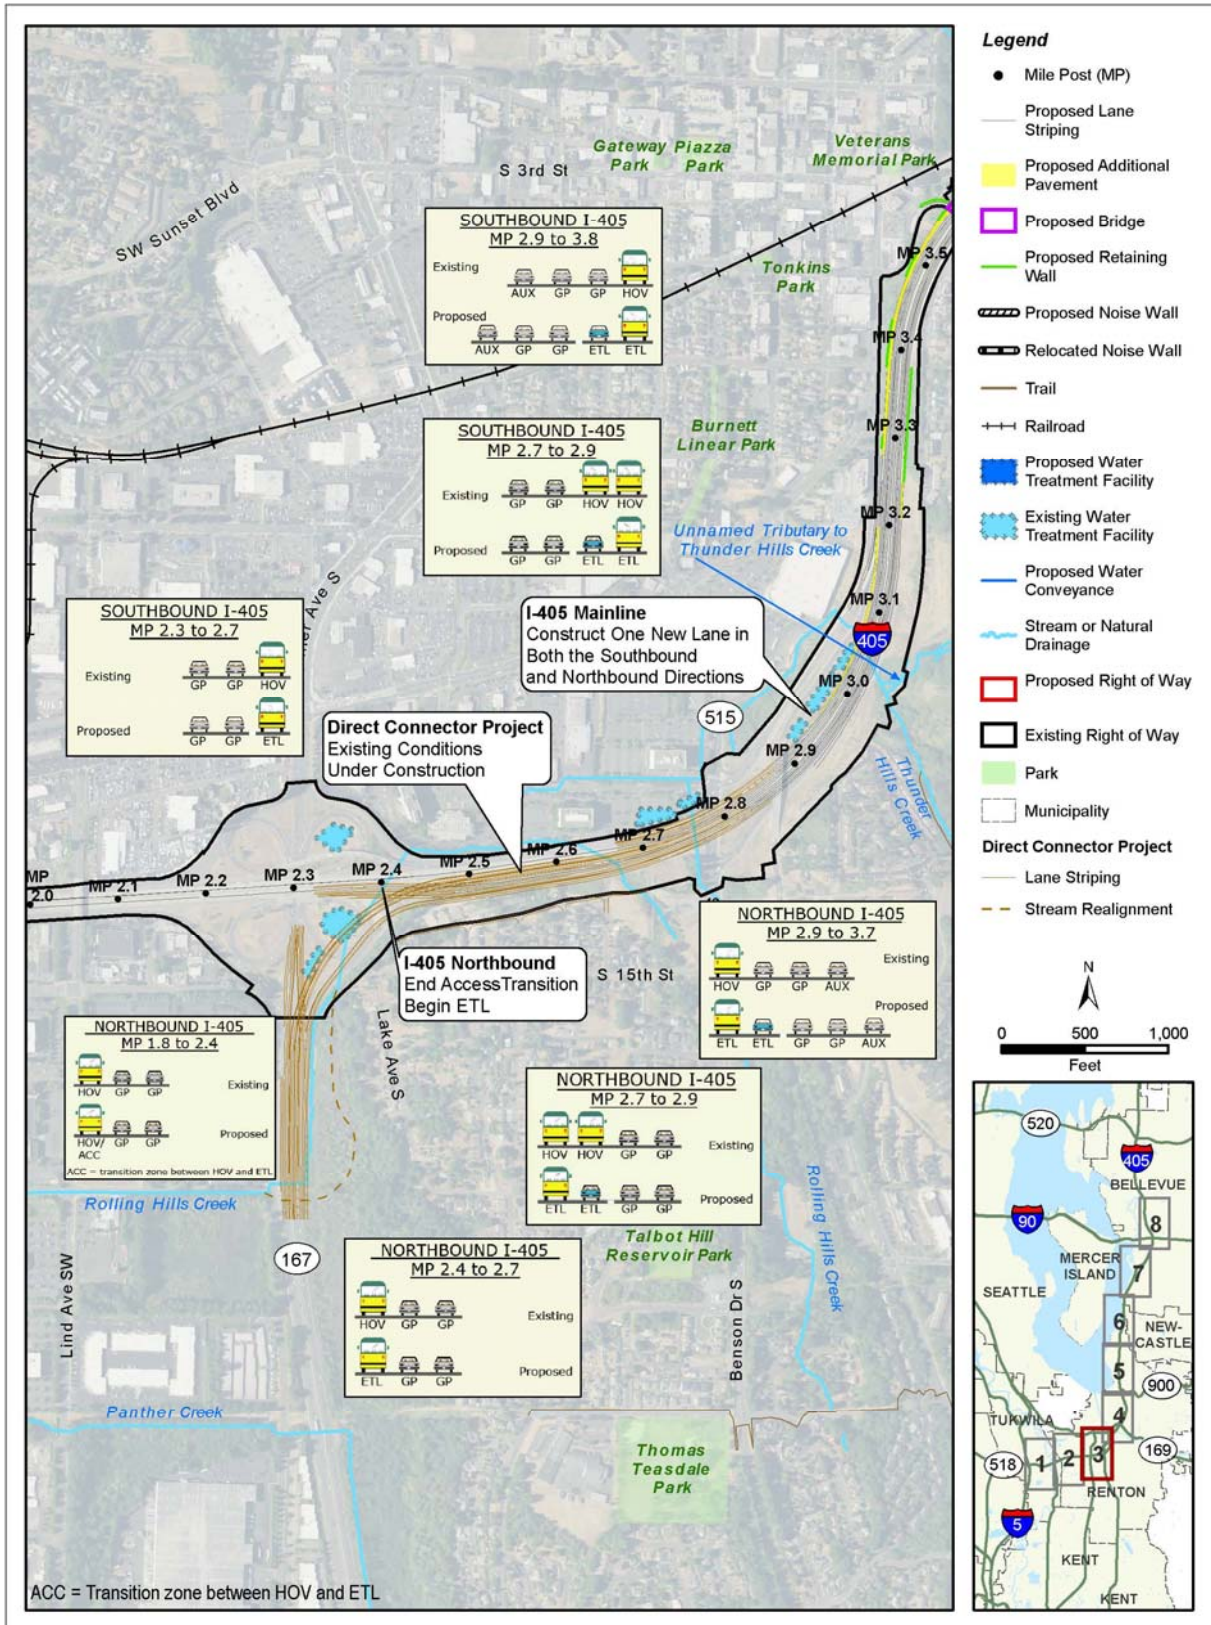 Gateway Park
Piazza Park
Veterans Memorial Park
S 3rd St
SW Sunset Blvd
SOUTHBOUND I-405
MP 2.9 to 3.8
Existing
AUX GP GP HOV
Proposed
AUX GP GP ETL ETL
Tonkins Park
MP 3.5
MP 3.4
MP 3.3
MP 3.2
MP 3.1
MP 3.0
MP 2.9
MP 2.8
MP 2.7
MP 2.6
MP 2.5
MP 2.4
MP 2.3
MP 2.2
MP 2.1
MP 2.0
SOUTHBOUND I-405
MP 2.7 to 2.9
Existing
GP GP HOV HOV
Proposed
GP GP ETL ETL
Burnett Linear Park
Unnamed Tributary to
Thunder Hills Creek
405
SOUTHBOUND I-405
MP 2.3 to 2.7
Existing
GP GP HOV
Proposed
GP GP ETL
Ave S
I-405 Mainline
Construct One New Lane in
Both the Southbound
and Northbound Directions
515
Direct Connector Project
Existing Conditions
Under Construction
Thunder Hills Creek
I-405 Northbound
End AccessTransition
Begin ETL
S 15th St
Lake Ave S
NORTHBOUND I-405
MP 2.9 to 3.7
Existing
HOV GP GP AUX
Proposed
ETL ETL GP GP AUX
NORTHBOUND I-405
MP 1.8 to 2.4
Existing
HOV GP GP
Proposed
HOV/ACC GP GP
ACC = transition zone between HOV and ETL
NORTHBOUND I-405
MP 2.7 to 2.9
Existing
HOV HOV GP GP
Proposed
ETL ETL GP GP
Rolling Hills Creek
Talbot Hill
Reservoir Park
Rolling Hills Creek
167
NORTHBOUND I-405
MP 2.4 to 2.7
Existing
HOV GP GP
Proposed
ETL GP GP
Lind Ave SW
Benson Dr S
Panther Creek
Thomas
Teasdale
Park
ACC = Transition zone between HOV and ETL
Legend
Mile Post (MP)
Proposed Lane
Striping
Proposed Additional
Pavement
Proposed Bridge
Proposed Retaining
Wall
Proposed Noise Wall
Relocated Noise Wall
Trail
Railroad
Proposed Water
Treatment Facility
Existing Water
Treatment Facility
Proposed Water
Conveyance
Stream or Natural
Drainage
Proposed Right of Way
Existing Right of Way
Park
Municipality
Direct Connector Project
Lane Striping
Stream Realignment
N
0 500 1,000
Feet
520
405
BELLEVUE
90
8
MERCER
ISLAND
7
SEATTLE
6
NEW-
CASTLE
5
900
4
TUKWILA
169
518
1
2
3
RENTON
5
KENT
KENT